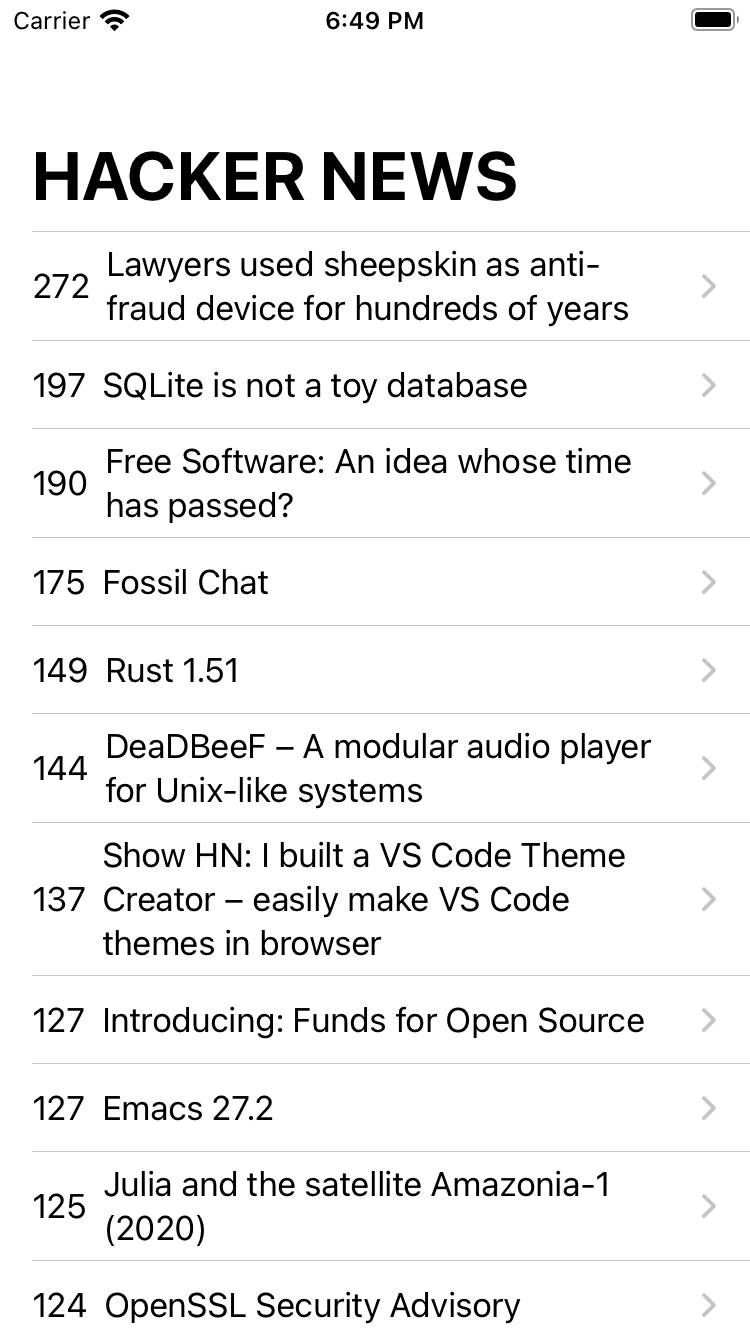 Carrier 6:49 PM
HACKER NEWS
272 Lawyers used sheepskin as anti-
fraud device for hundreds of years
197 SQLite is not a toy database
190 Free Software: An idea whose time
has passed?
175 Fossil Chat
149 Rust 1.51
144 DeaDBeeF – A modular audio player
for Unix-like systems
Show HN: I built a VS Code Theme
137 Creator – easily make VS Code
themes in browser
127 Introducing: Funds for Open Source
127 Emacs 27.2
125 Julia and the satellite Amazonia-1
(2020)
124 OpenSSL Security Advisory